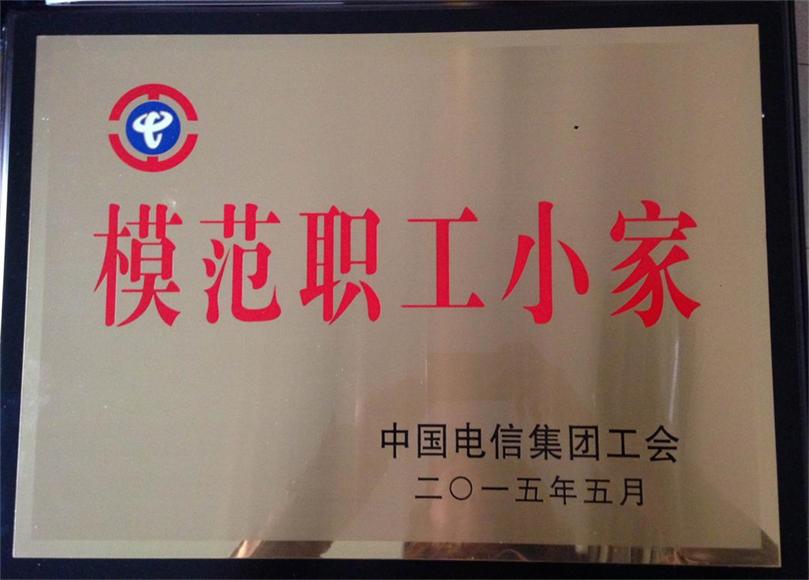 模范职工小家
中国电信集团工会
二〇一五年五月